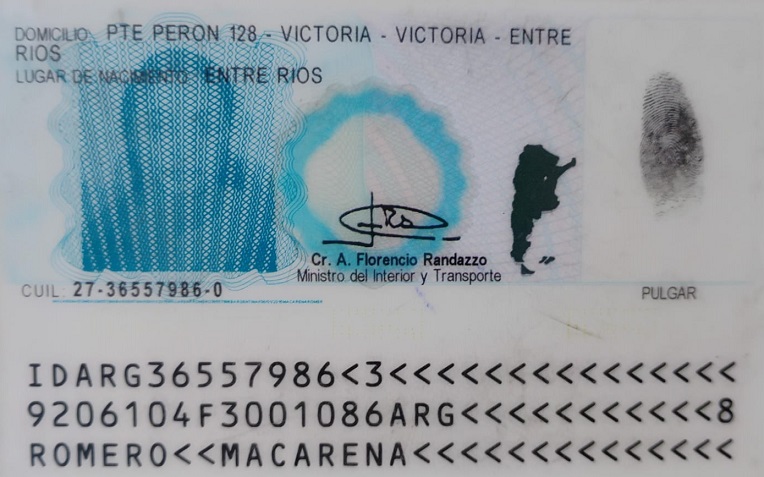 DOMICILIO: PTE PERON 128 - VICTORIA - VICTORIA - ENTRE
RIOS
LUGAR DE NACIMIENTO: ENTRE RIOS
Cr. A. Florencio Randazzo
Ministro del Interior y Transporte
CUIL: 27-36557986-0
PULGAR
IDARG36557986<3<<<<<<<<<<<<<<<
9206104F3001086ARG<<<<<<<<<<<8
ROMERO<<MACARENA<<<<<<<<<<<<<<